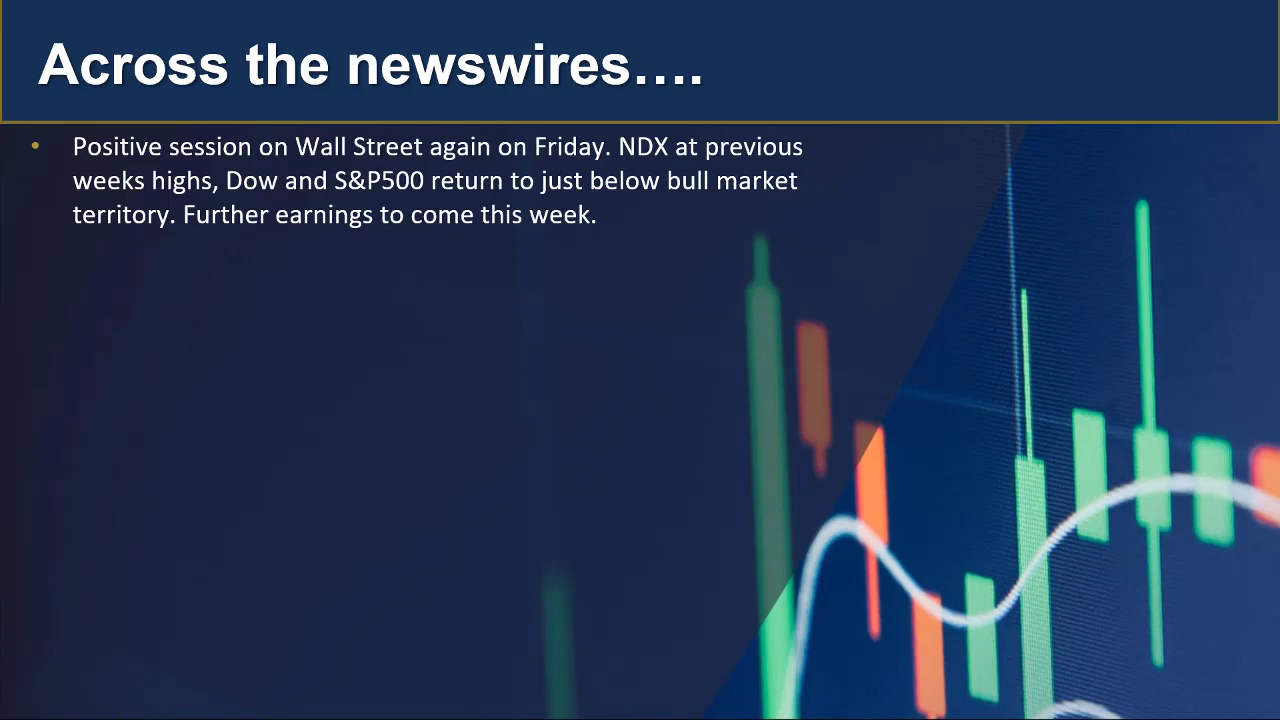 Across the newswires....
• Positive session on Wall Street again on Friday. NDX at previous
weeks highs, Dow and S&P500 return to just below bull market
territory. Further earnings to come this week.